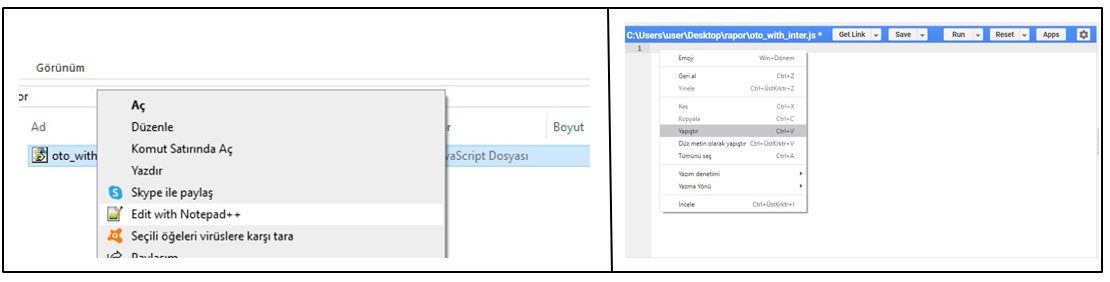 Görünüm
or
Ad
Boyut
oto_with
vaScript Dosyası
Aç
Düzenle
Komut Satırında Aç
Yazdır
Skype ile paylaş
Edit with Notepad++
Seçili öğeleri virüslere karşı tara
Paylaşım
C:\Users\user\Desktop\rapor\oto_with_inter.js * Get Link Save Run Reset Apps
1
Emoji Win+Dönem
Geri al Ctrl+Z
Yinele Ctrl+ÜstKrktr+Z
Kes Ctrl+X
Kopyala Ctrl+C
Yapıştır Ctrl+V
Düz metin olarak yapıştır Ctrl+ÜstKrktr+V
Tümünü seç Ctrl+A
Yazım denetimi
Yazma Yönü
İncele Ctrl+ÜstKrktr+I